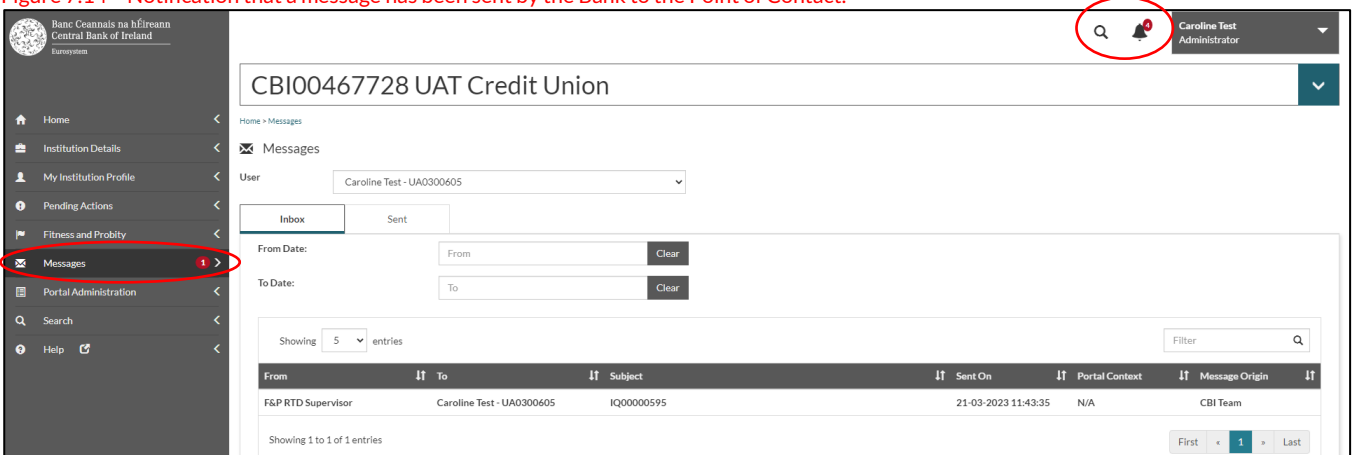 Figure 7.14 – Notification that a message has been sent by the Bank to the Point of Contact.
Banc Ceannais na hÉireann
Central Bank of Ireland
Eurosystem
4
Caroline Test
Administrator
CBI00467728 UAT Credit Union
Home
Institution Details
My Institution Profile
Pending Actions
Fitness and Probity
Messages 1
Portal Administration
Search
Help
Home > Messages
Messages
User Caroline Test - UA0300605
Inbox Sent
From Date: From Clear
To Date: To Clear
Showing 5 entries Filter
From To Subject Sent On Portal Context Message Origin
F&P RTD Supervisor Caroline Test - UA0300605 IQ00000595 21-03-2023 11:43:35 N/A CBI Team
Showing 1 to 1 of 1 entries First « 1 » Last